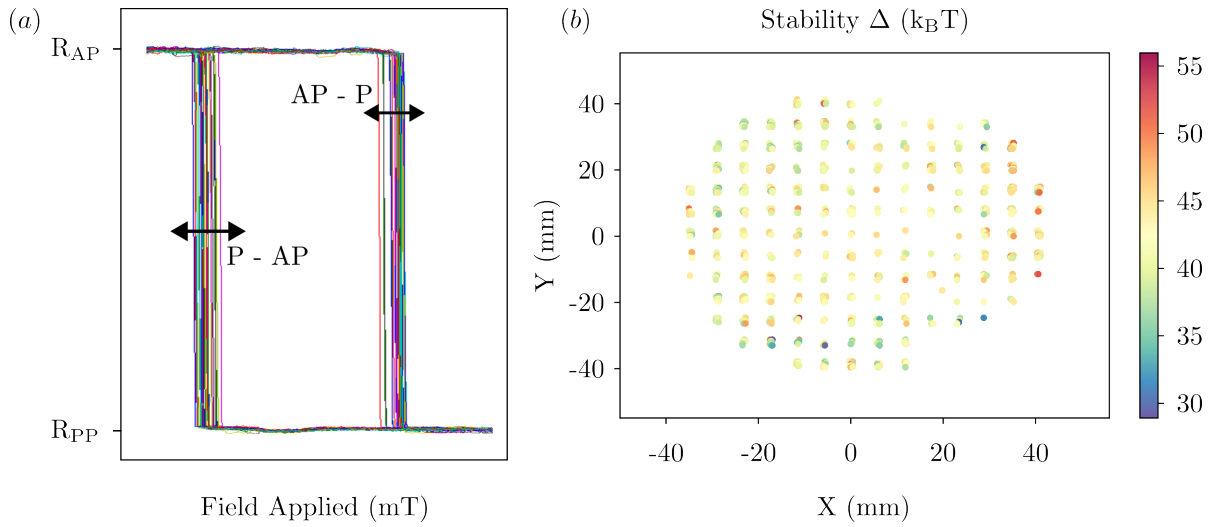 (a)
R_AP
AP - P
P - AP
R_PP
Field Applied (mT)
(b)
Stability Δ (k_BT)
Y (mm)
40
20
0
-20
-40
-40 -20 0 20 40
X (mm)
55
50
45
40
35
30